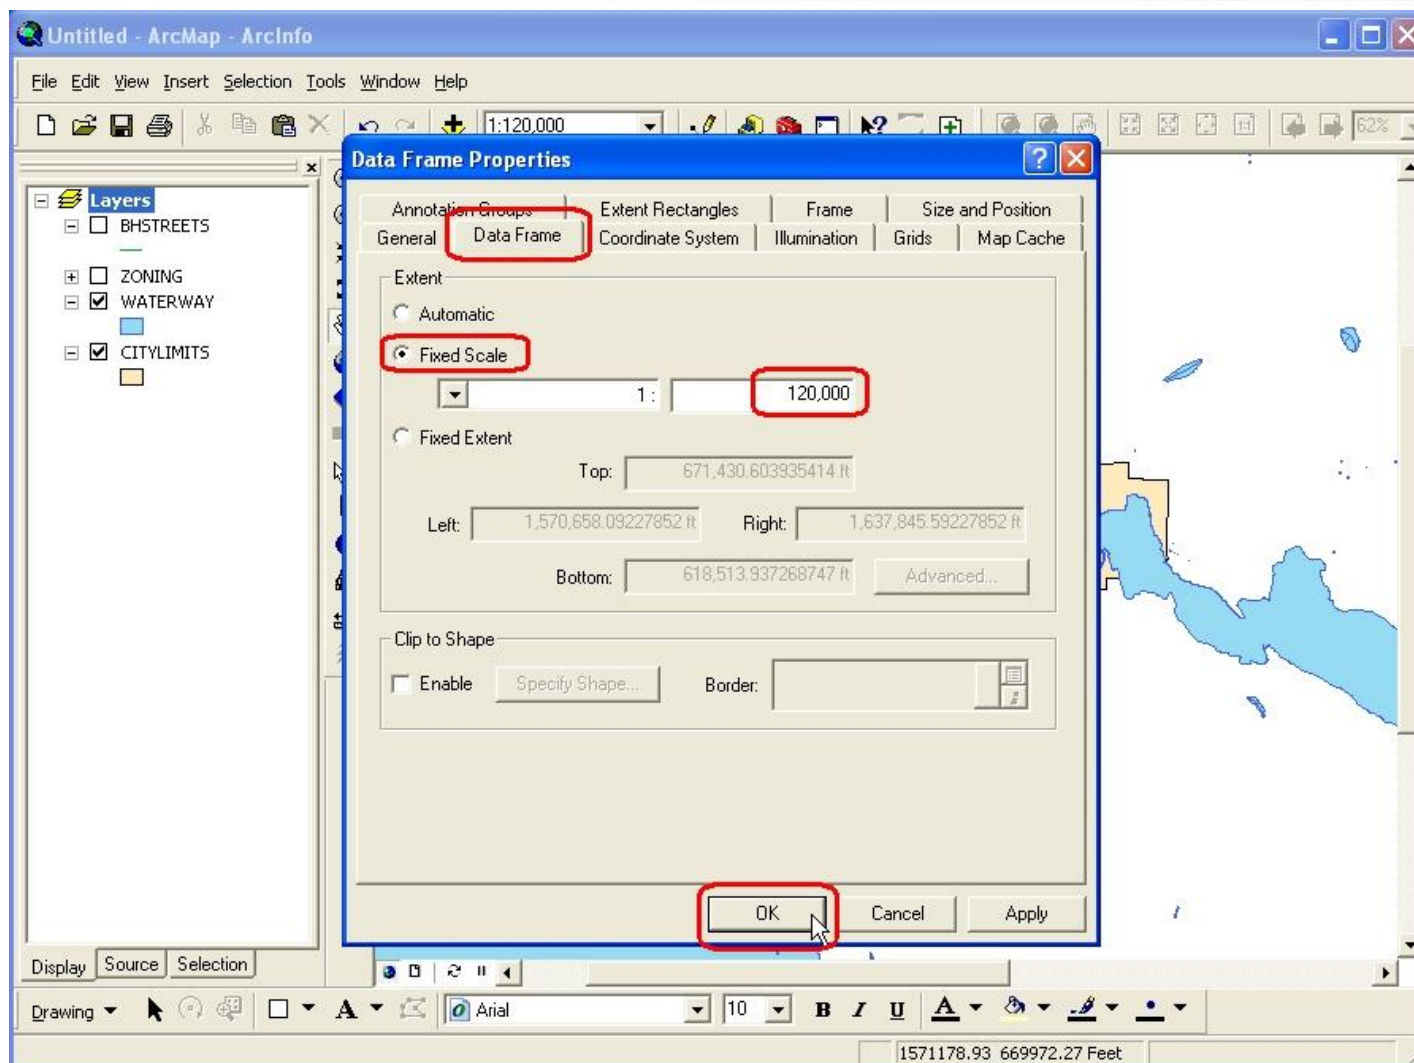 Untitled - ArcMap - ArcInfo
File Edit View Insert Selection Tools Window Help
1:120,000
62%
Layers
BHSTREETS
ZONING
WATERWAY
CITYLIMITS
Data Frame Properties
Annotation Groups Extent Rectangles Frame Size and Position
General Data Frame Coordinate System Illumination Grids Map Cache
Extent
Automatic
Fixed Scale
1: 120,000
Fixed Extent
Top: 671,430.603935414 ft
Left: 1,570,658.09227852 ft Right: 1,637,845.59227852 ft
Bottom: 618,513.937268747 ft Advanced...
Clip to Shape
Enable Specify Shape... Border:
OK Cancel Apply
Display Source Selection
Drawing A Arial 10 B I U A
1571178.93 669972.27 Feet